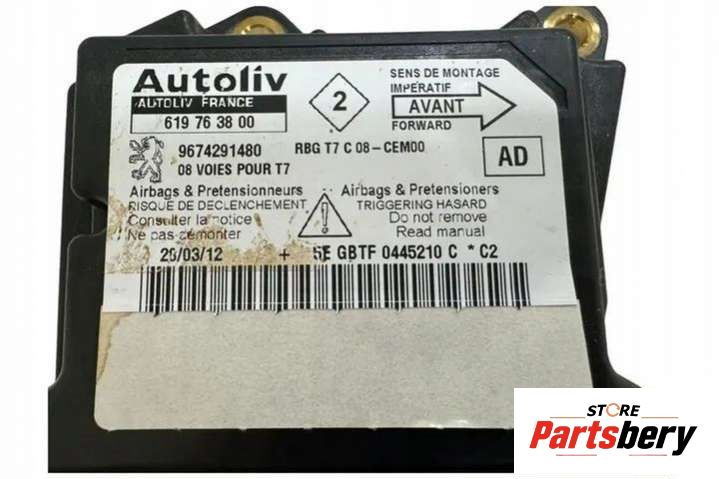 Autoliv
AUTOLIV FRANCE
619 76 38 00
2
SENS DE MONTAGE
IMPÉRATIF
AVANT
FORWARD
9674291480 RBG T7 C 08-CEM00
08 VOIES POUR T7
AD
Airbags & Pretensionneurs
RISQUE DE DECLENCHEMENT
Consulter la notice
Ne pas démonter
Airbags & Pretensioners
TRIGGERING HASARD
Do not remove
Read manual
/03/12 + 5E GBTF 0445210 C * C2
STORE
Partsbery